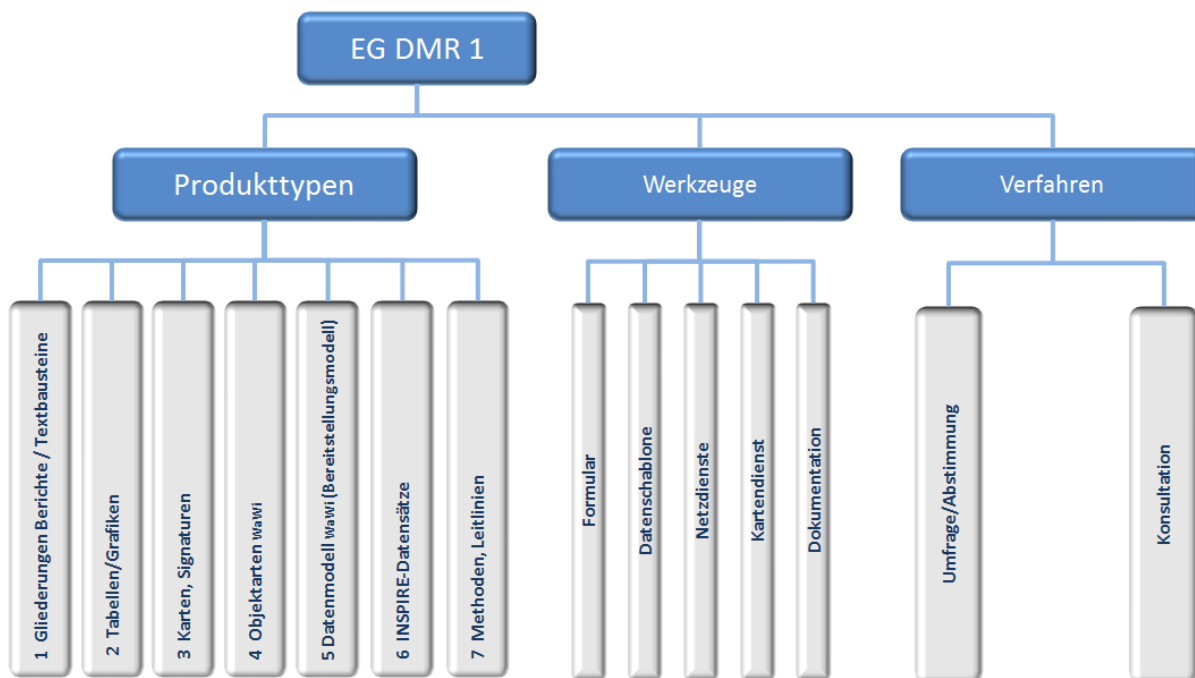 EG DMR 1
Produkttypen
Werkzeuge
Verfahren
1 Gliederungen Berichte / Textbausteine
2 Tabellen/Grafiken
3 Karten, Signaturen
4 Objektarten WaWi
5 Datenmodell WaWi (Bereitstellungsmodell)
6 INSPIRE-Datensätze
7 Methoden, Leitlinien
Formular
Datenschablone
Netzdienste
Kartendienst
Dokumentation
Umfrage/Abstimmung
Konsultation